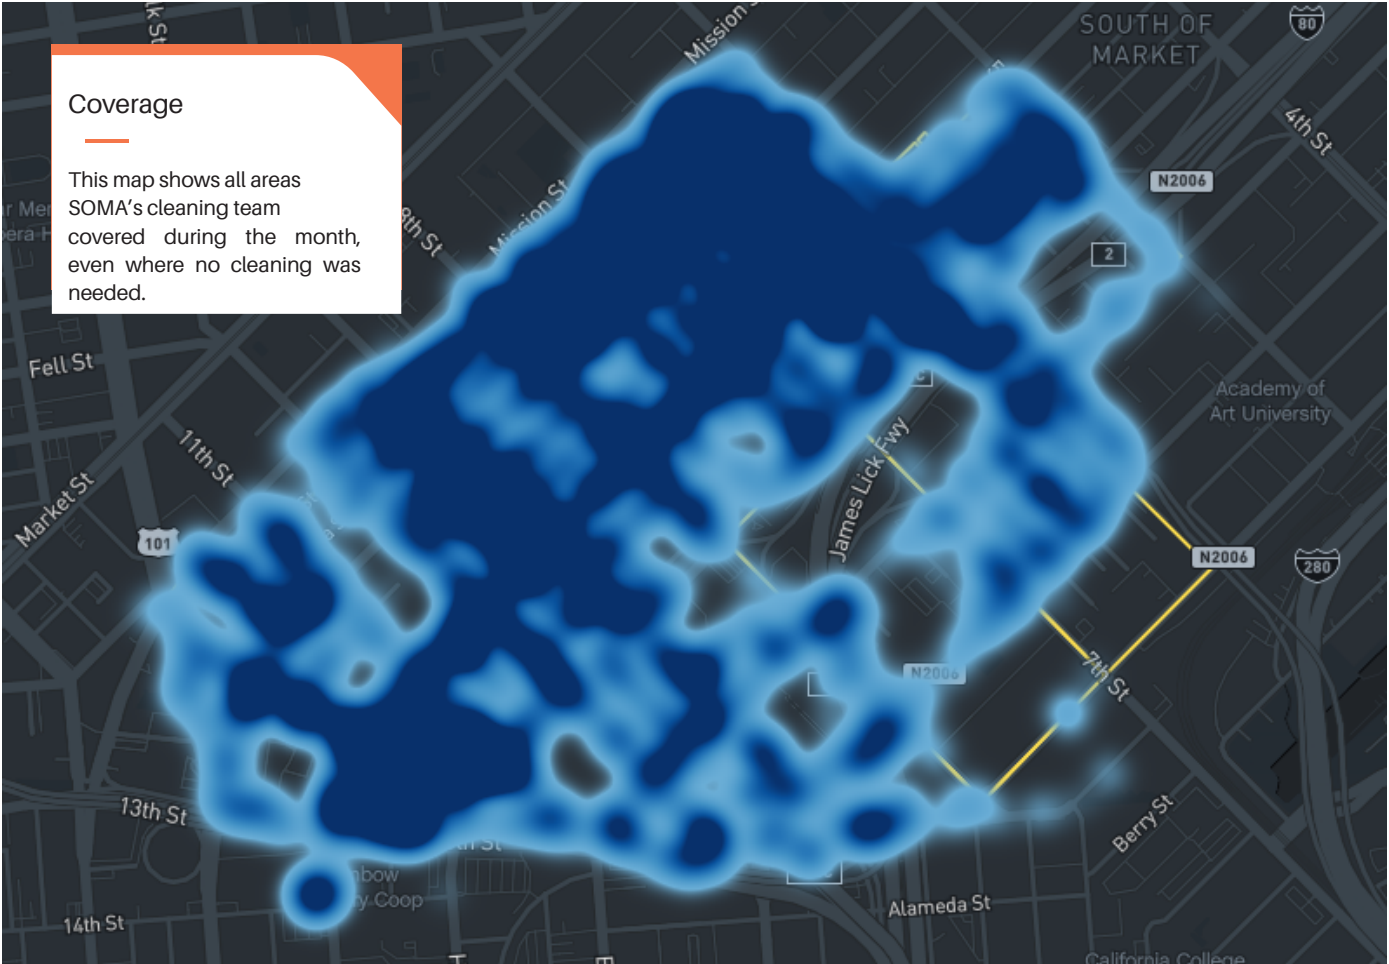 Mission S
SOUTH OF
MARKET
80
4th St
N2006
Coverage
This map shows all areas
SOMA's cleaning team
covered during the month,
even where no cleaning was
needed.
8th St
Mission St
2
Fell St
Academy of
Art University
11th St
Market St
James Lick Fwy
101
N2006
280
N2006
7th St
13th St
Berry St
14th St
Coop
Alameda St
California College